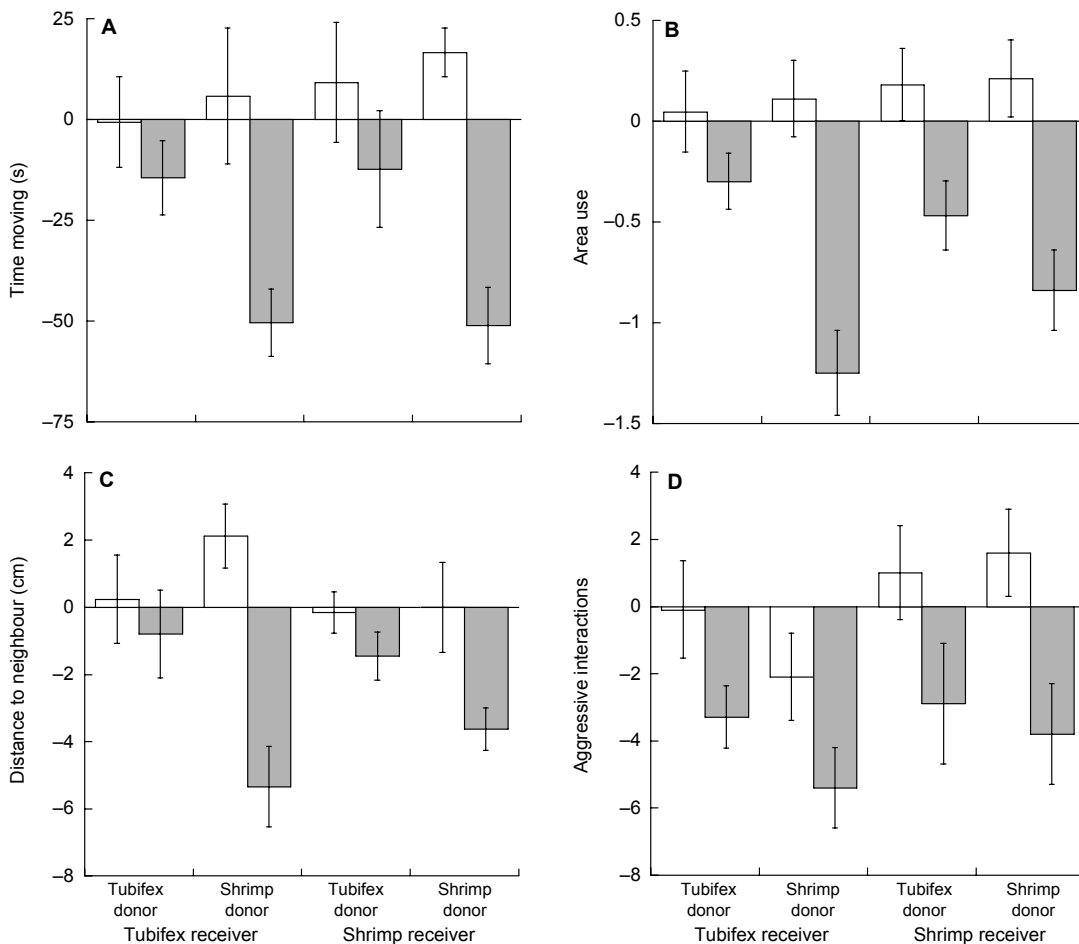 A
25
0
–25
–50
–75
Time moving (s)
B
0.5
0
–0.5
–1
–1.5
Area use
C
4
2
0
–2
–4
–6
–8
Distance to neighbour (cm)
Tubifex donor
Shrimp donor
Tubifex donor
Shrimp donor
Tubifex receiver
Shrimp receiver
D
4
2
0
–2
–4
–6
–8
Aggressive interactions
Tubifex donor
Shrimp donor
Tubifex donor
Shrimp donor
Tubifex receiver
Shrimp receiver